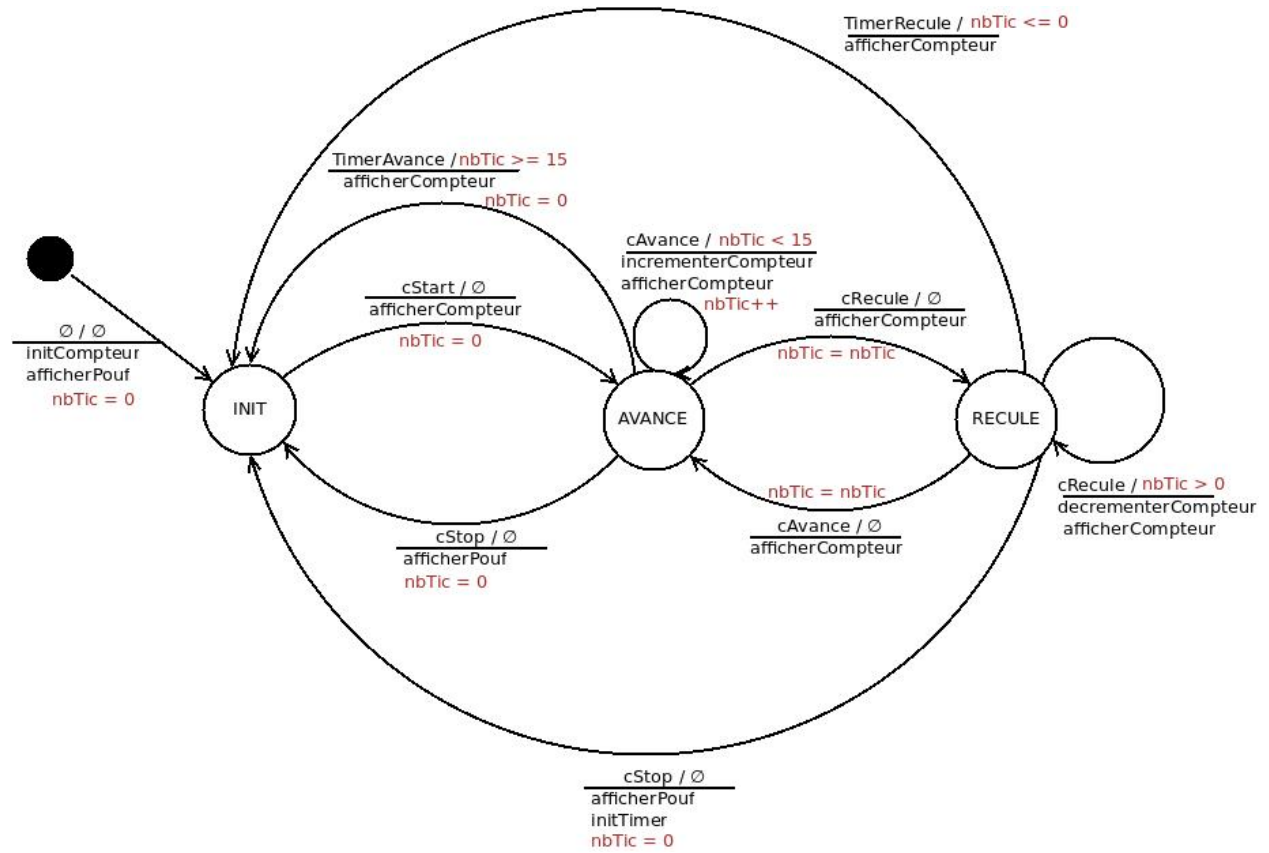 TimerRecule / nbTic <= 0
afficherCompteur
TimerAvance / nbTic >= 15
afficherCompteur
nbTic = 0
cAvance / nbTic < 15
incrementerCompteur
afficherCompteur
nbTic++
cStart / ∅
afficherCompteur
nbTic = 0
cRecule / ∅
afficherCompteur
nbTic = nbTic
∅ / ∅
initCompteur
afficherPouf
nbTic = 0
INIT
AVANCE
RECULE
cRecule / nbTic > 0
decrementerCompteur
afficherCompteur
nbTic = nbTic
cAvance / ∅
afficherCompteur
cStop / ∅
afficherPouf
nbTic = 0
cStop / ∅
afficherPouf
initTimer
nbTic = 0